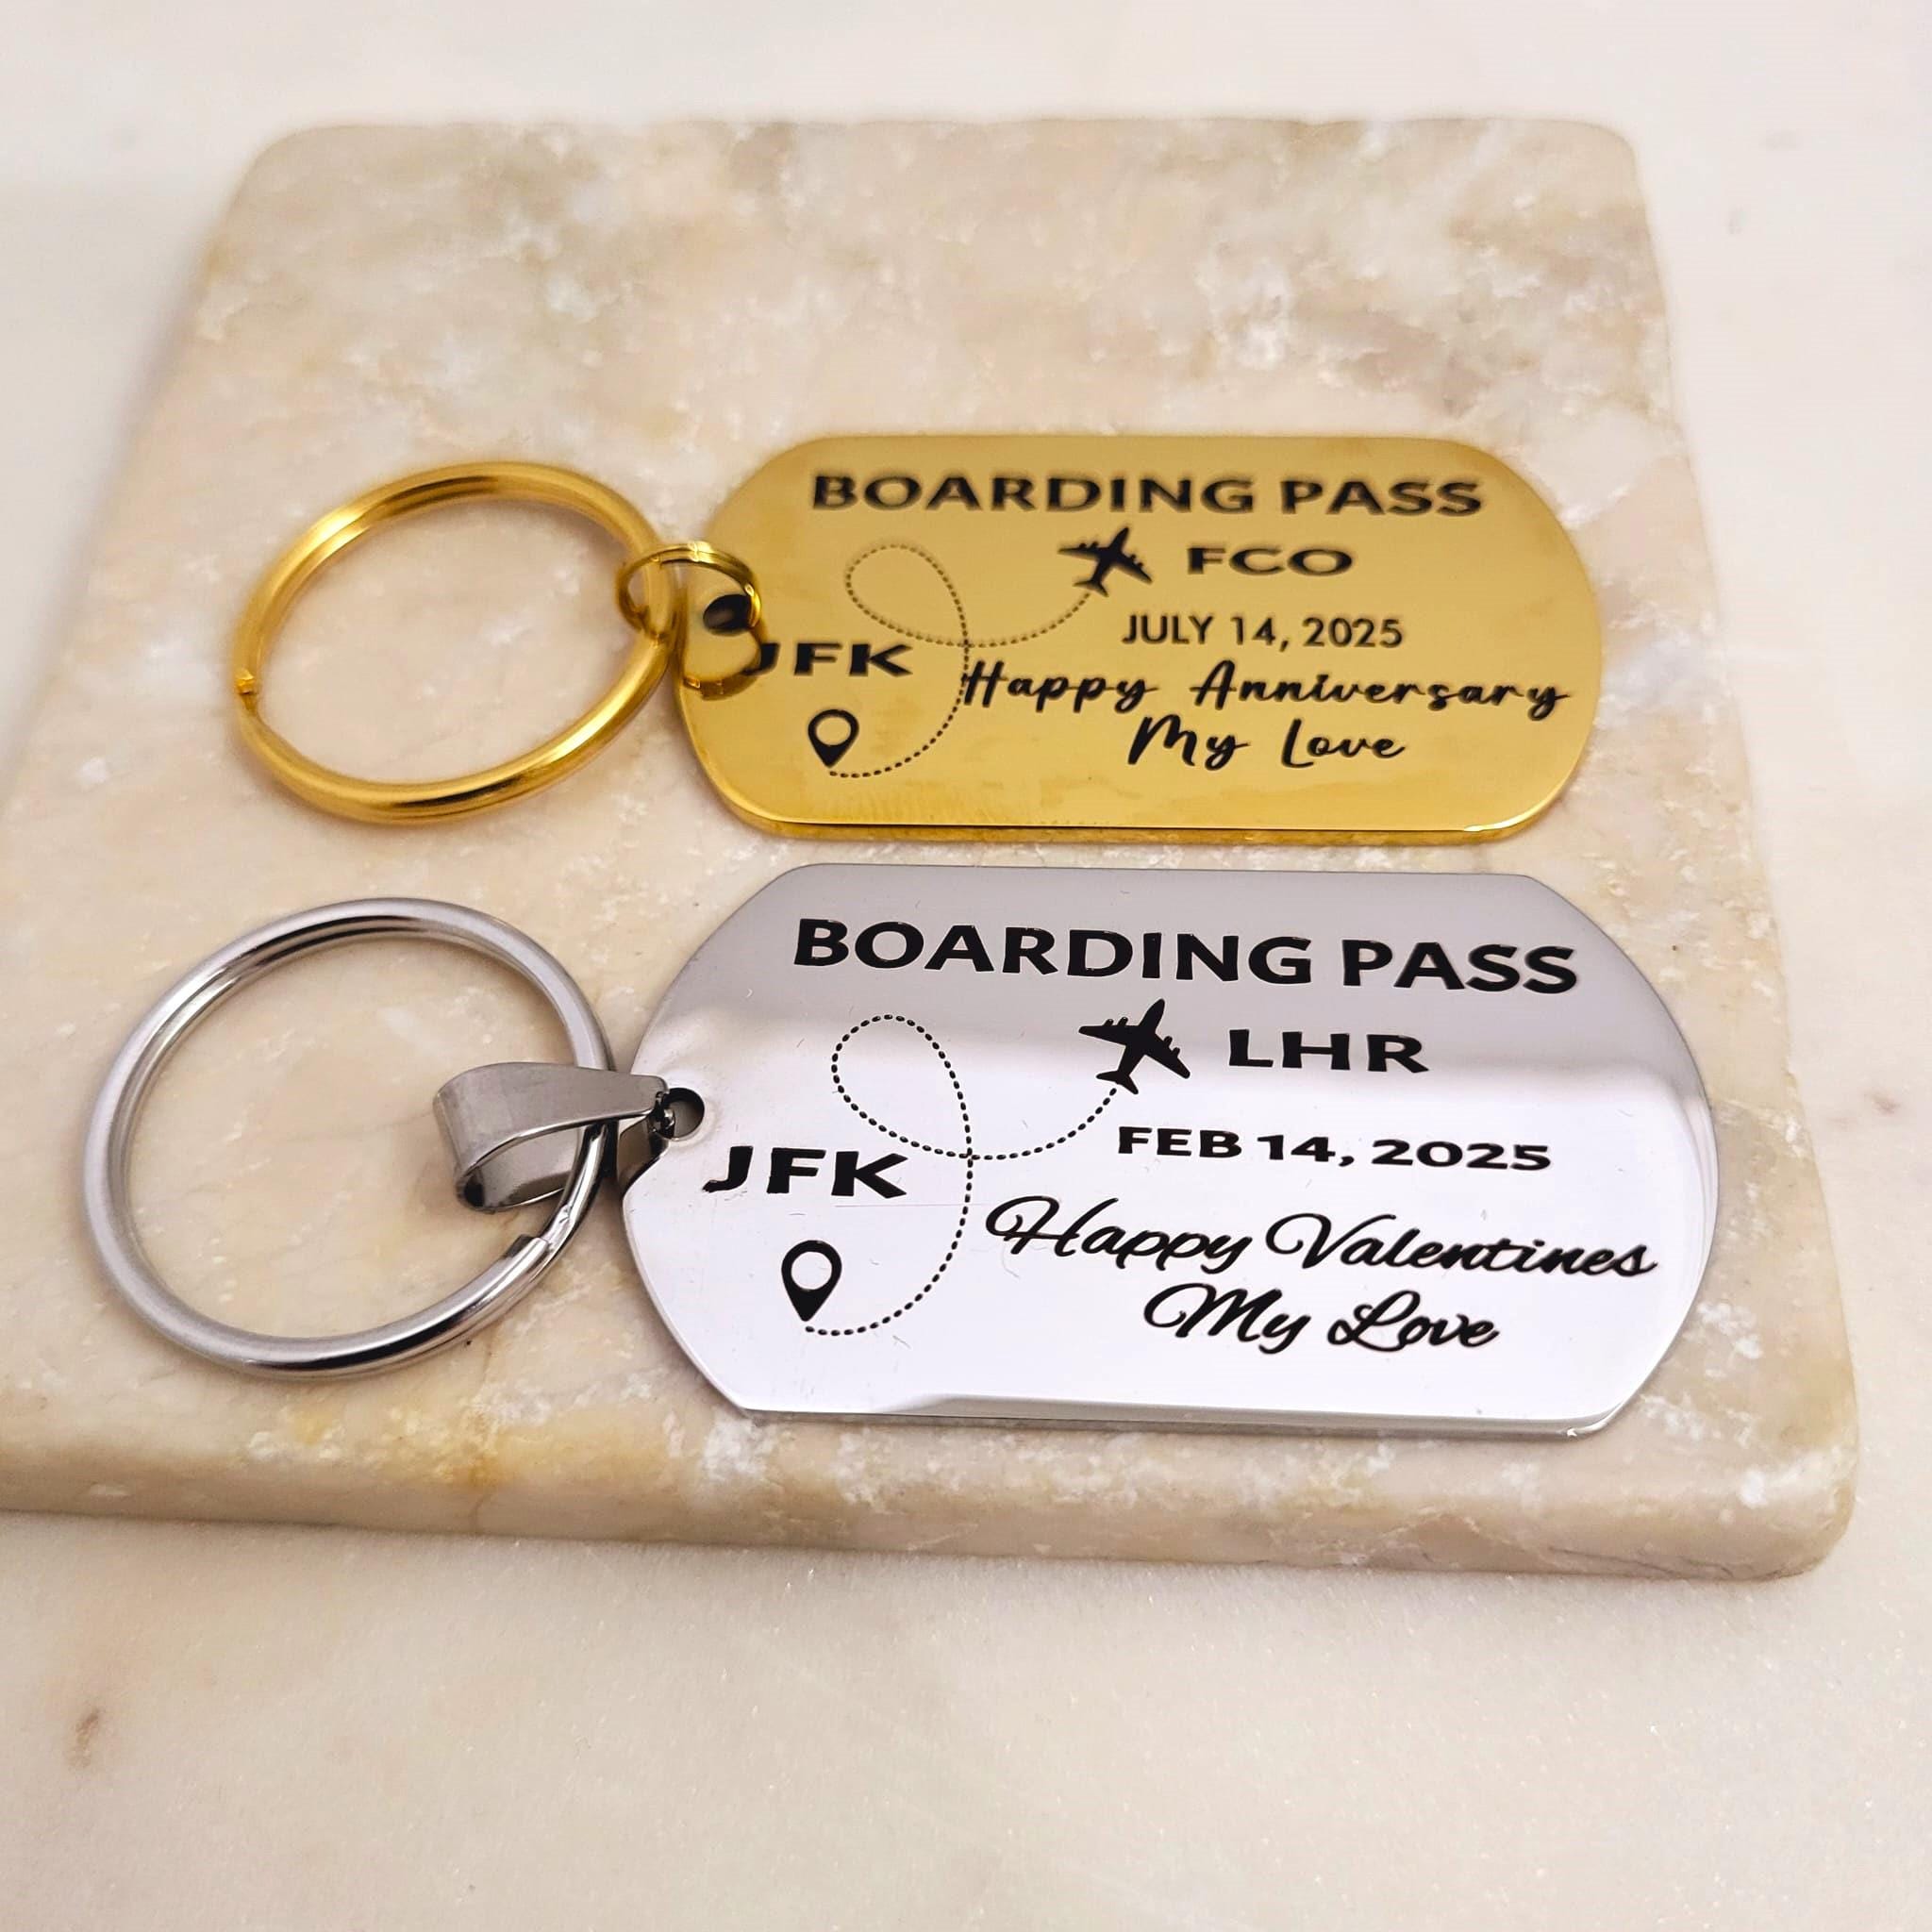 BOARDING PASS
FCO
JULY 14, 2025
JFK
Happy Anniversary
My Love
BOARDING PASS
LHR
FEB 14, 2025
JFK
Happy Valentines
My Love